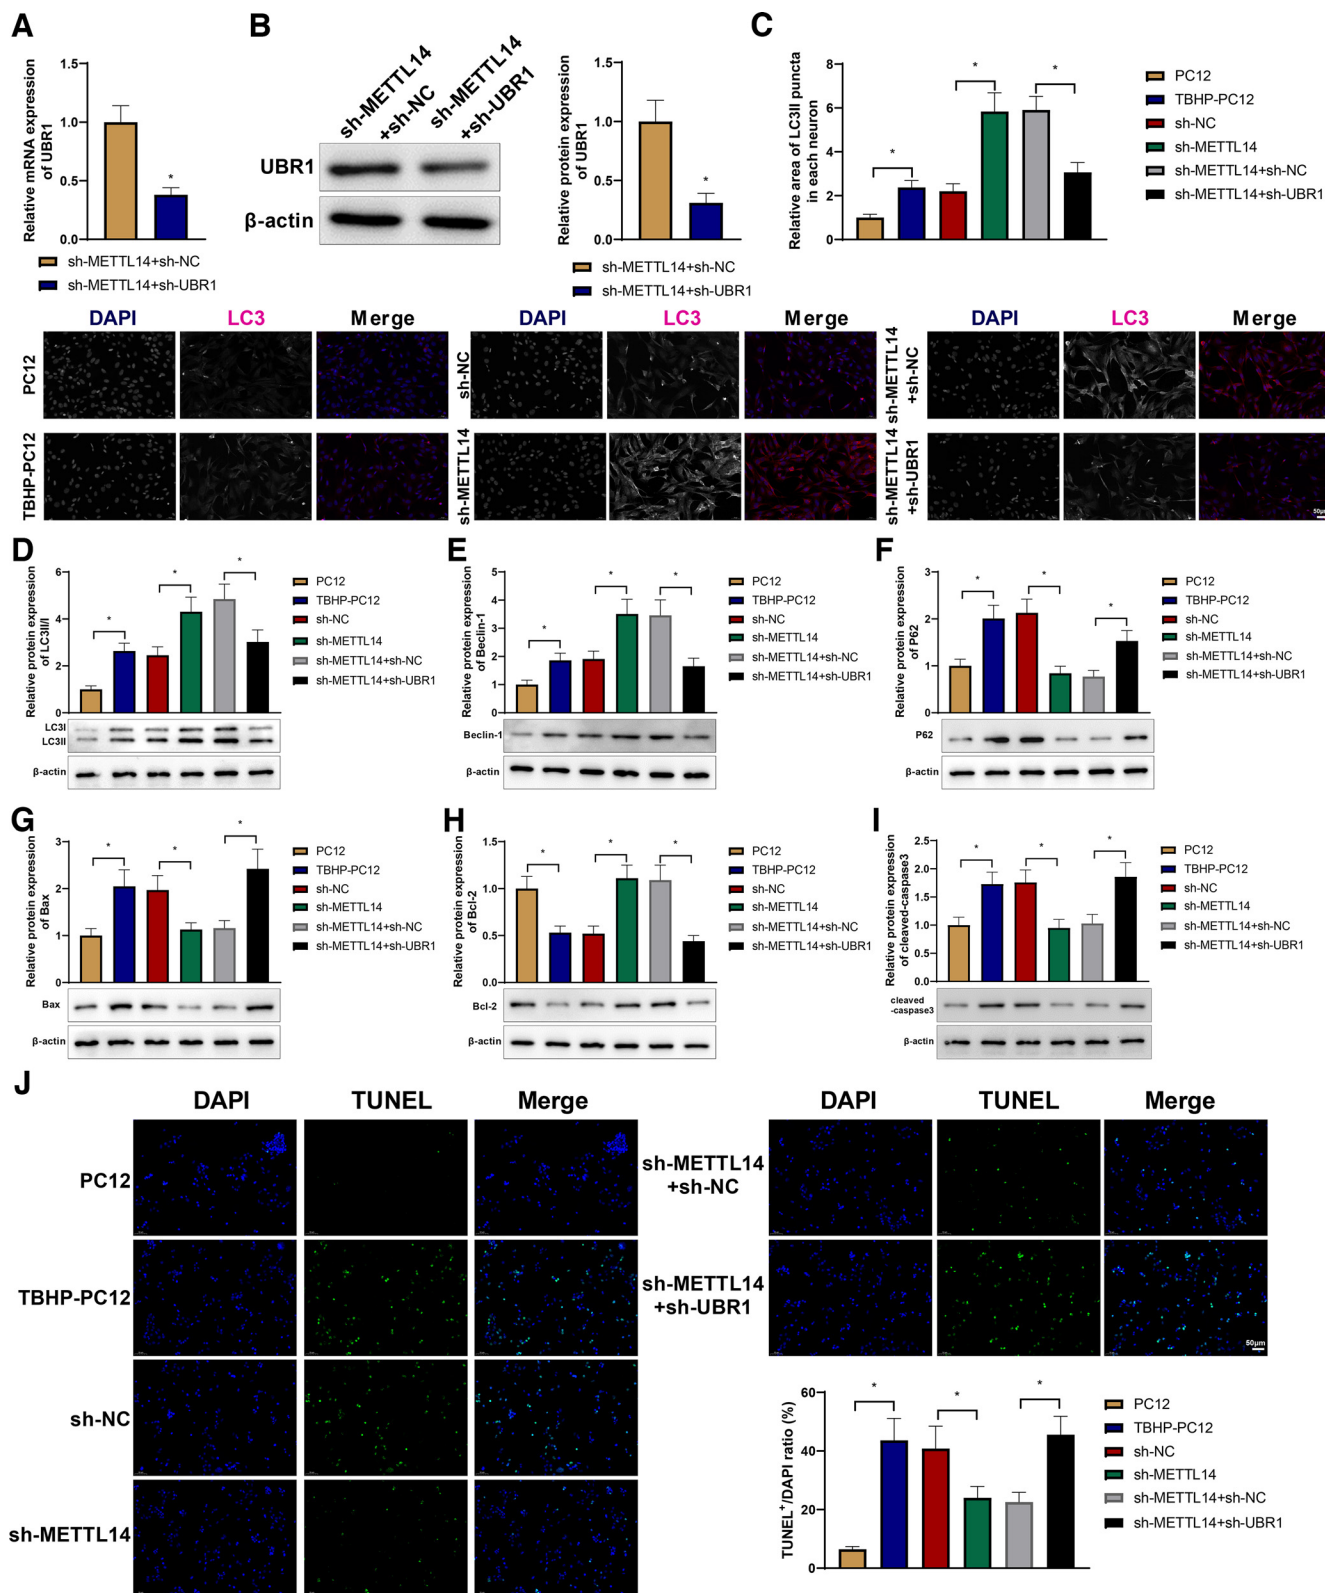 A
Relative mRNA expression
of UBR1
1.5
1.0
0.5
0.0
*
sh-METTL14+sh-NC
sh-METTL14+sh-UBR1
B
sh-METTL14
+sh-NC
sh-METTL14
+sh-UBR1
UBR1
β-actin
Relative protein expression
of UBR1
1.5
1.0
0.5
0.0
*
sh-METTL14+sh-NC
sh-METTL14+sh-UBR1
C
Relative area of LC3II puncta
in each neuron
8
6
4
2
0
*
*
*
PC12
TBHP-PC12
sh-NC
sh-METTL14
sh-METTL14+sh-NC
sh-METTL14+sh-UBR1
DAPI
LC3
Merge
DAPI
LC3
Merge
DAPI
LC3
Merge
PC12
sh-NC
sh-METTL14
+sh-NC
TBHP-PC12
sh-METTL14
sh-METTL14
+sh-UBR1
50μm
D
Relative protein expression
of LC3II/I
6
4
2
0
*
*
*
PC12
TBHP-PC12
sh-NC
sh-METTL14
sh-METTL14+sh-NC
sh-METTL14+sh-UBR1
LC3I
LC3II
β-actin
E
Relative protein expression
of Beclin-1
5
4
3
2
1
0
*
*
*
PC12
TBHP-PC12
sh-NC
sh-METTL14
sh-METTL14+sh-NC
sh-METTL14+sh-UBR1
Beclin-1
β-actin
F
Relative protein expression
of P62
3
2
1
0
*
*
*
PC12
TBHP-PC12
sh-NC
sh-METTL14
sh-METTL14+sh-NC
sh-METTL14+sh-UBR1
P62
β-actin
G
Relative protein expression
of Bax
3
2
1
0
*
*
*
PC12
TBHP-PC12
sh-NC
sh-METTL14
sh-METTL14+sh-NC
sh-METTL14+sh-UBR1
Bax
β-actin
H
Relative protein expression
of Bcl-2
1.5
1.0
0.5
0.0
*
*
*
PC12
TBHP-PC12
sh-NC
sh-METTL14
sh-METTL14+sh-NC
sh-METTL14+sh-UBR1
Bcl-2
β-actin
I
Relative protein expression
of cleaved-caspase3
2.5
2.0
1.5
1.0
0.5
0.0
*
*
*
PC12
TBHP-PC12
sh-NC
sh-METTL14
sh-METTL14+sh-NC
sh-METTL14+sh-UBR1
cleaved
-caspase3
β-actin
J
DAPI
TUNEL
Merge
PC12
TBHP-PC12
sh-NC
sh-METTL14
DAPI
TUNEL
Merge
sh-METTL14
+sh-NC
sh-METTL14
+sh-UBR1
50μm
TUNEL+/DAPI ratio (%)
60
40
20
0
*
*
*
PC12
TBHP-PC12
sh-NC
sh-METTL14
sh-METTL14+sh-NC
sh-METTL14+sh-UBR1